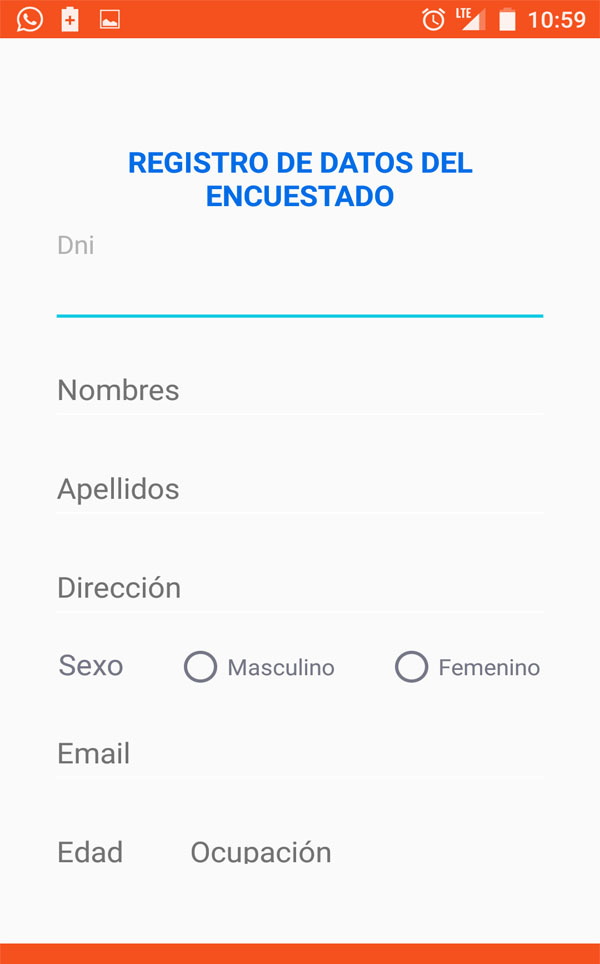 LTE 10:59
REGISTRO DE DATOS DEL
ENCUESTADO
Dni
Nombres
Apellidos
Dirección
Sexo Masculino Femenino
Email
Edad Ocupación